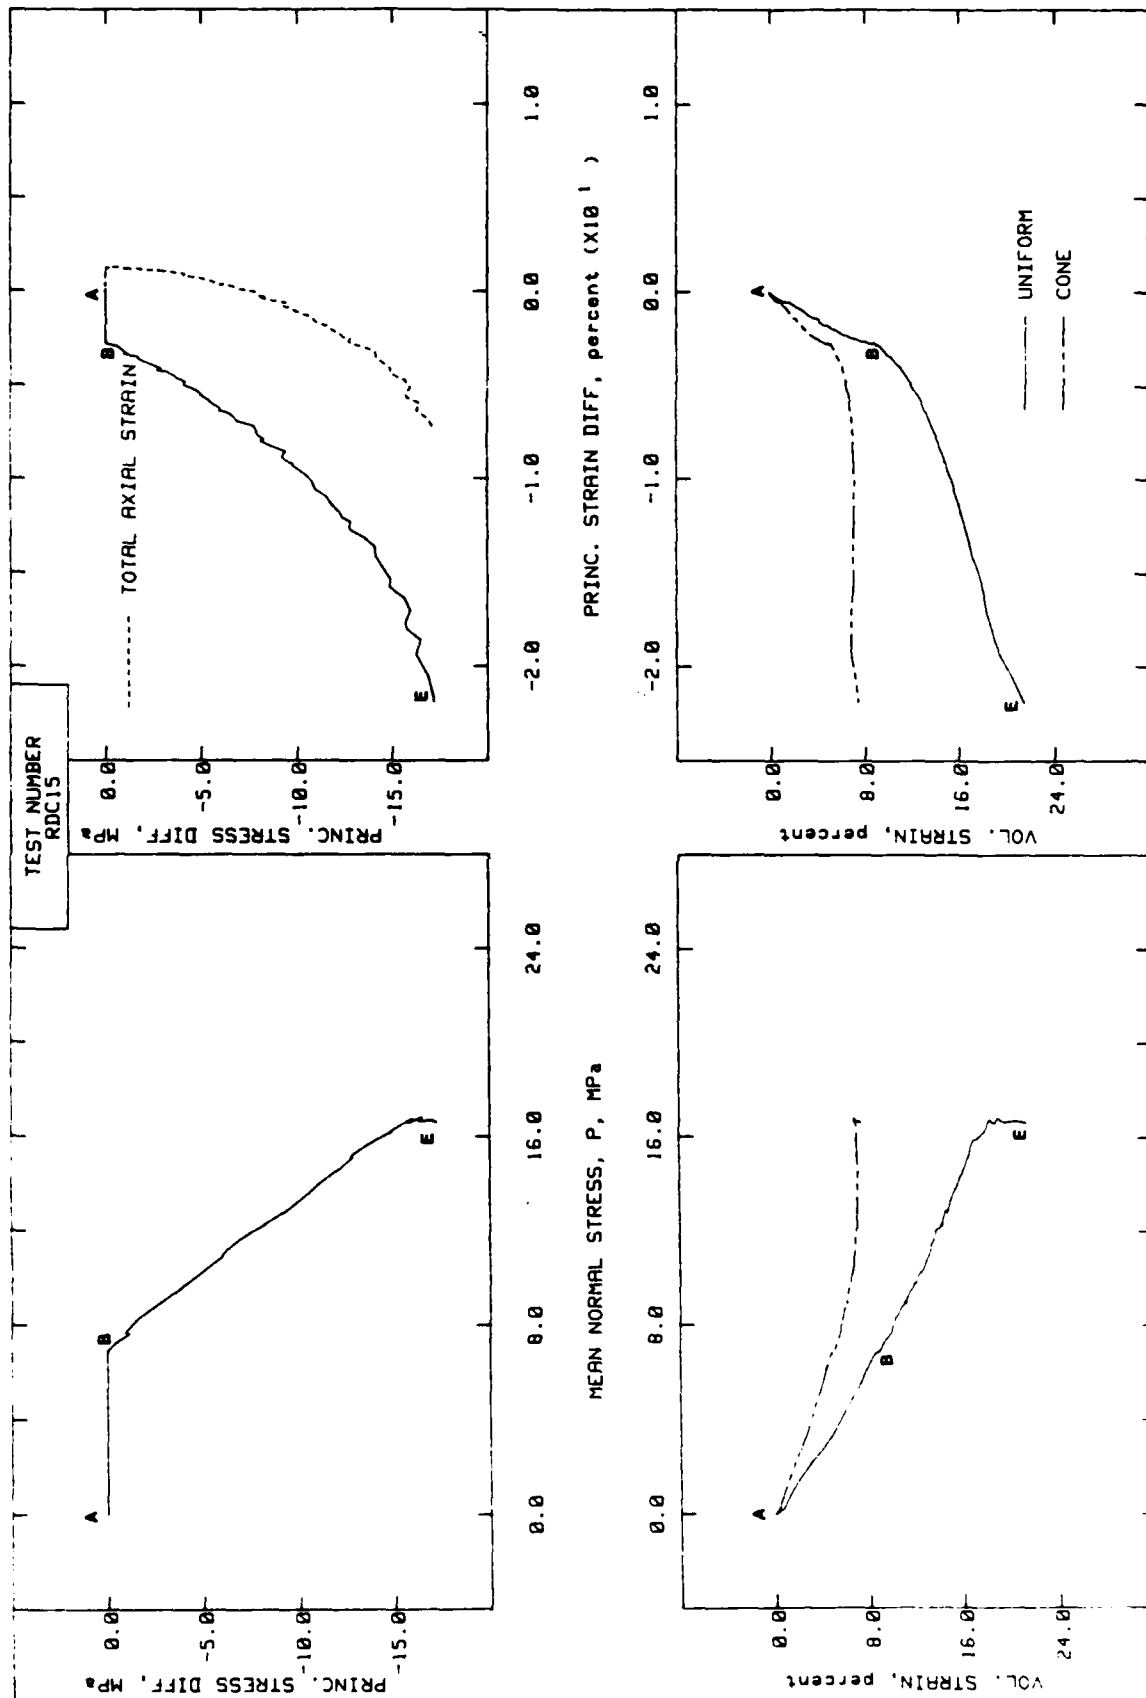 TEST NUMBER
RDC15
PRINC. STRESS DIFF, MPa
0.0
-5.0
-10.0
-15.0
A
B
E
0.0
8.0
16.0
24.0
MEAN NORMAL STRESS, P, MPa
PRINC. STRESS DIFF, MPa
0.0
-5.0
-10.0
-15.0
----- TOTAL AXIAL STRAIN
A
B
E
-2.0
-1.0
0.0
1.0
PRINC. STRAIN DIFF, percent (X10 ¹ )
VOL. STRAIN, percent
0.0
8.0
16.0
24.0
A
B
E
0.0
8.0
16.0
24.0
VOL. STRAIN, percent
0.0
8.0
16.0
24.0
A
B
E
-2.0
-1.0
0.0
1.0
UNIFORM
CONE